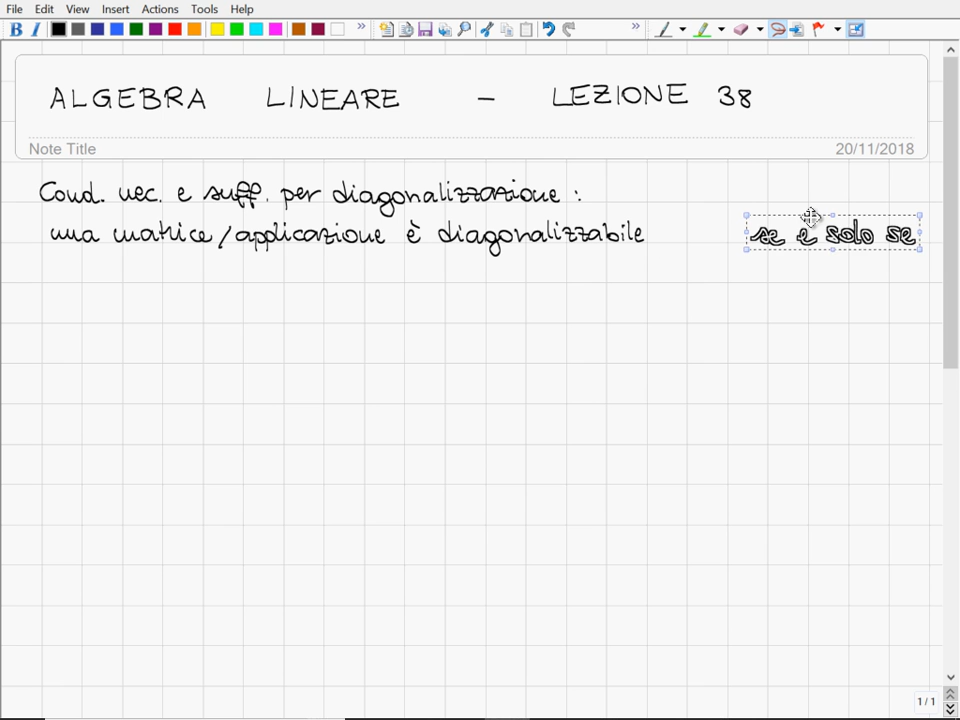 File Edit View Insert Actions Tools Help
B I
ALGEBRA LINEARE - LEZIONE 38
Note Title 20/11/2018
Cond. nec. e suff. per diagonalizzazione :
una matrice/applicazione è diagonalizzabile se e solo se
1/1